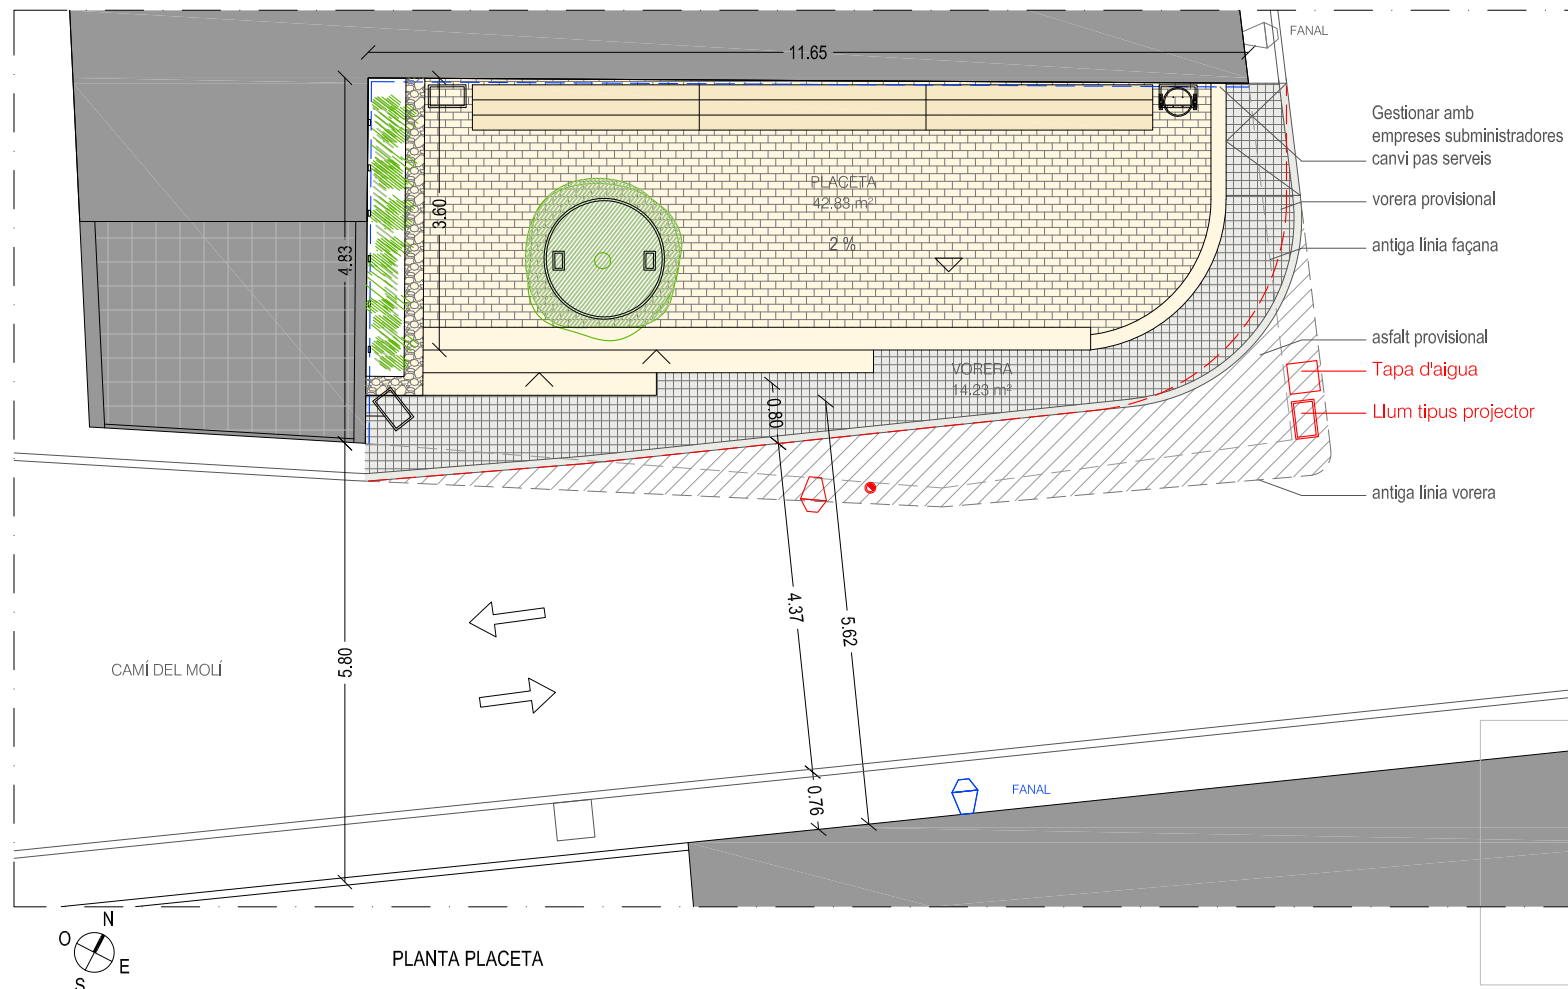 FANAL
11.65
Gestionar amb
empreses subministradores
canvi pas serveis
PLACETA
42.83 m²
2 %
3.60
4.83
vorera provisional
antiga línia façana
asfalt provisional
Tapa d'aigua
Llum tipus projector
VORERA
14.23 m²
0.80
antiga línia vorera
4.37
5.62
5.80
CAMÍ DEL MOLÍ
0.76
FANAL
N
O
E
S
PLANTA PLACETA